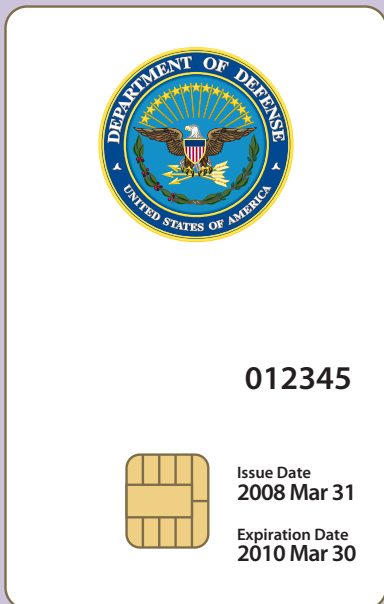 DEPARTMENT OF DEFENSE
UNITED STATES OF AMERICA
012345
Issue Date
2008 Mar 31
Expiration Date
2010 Mar 30